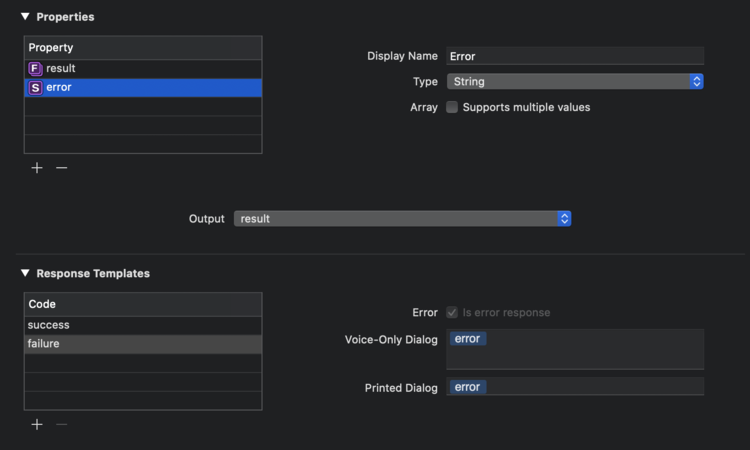 Properties
Property
F result
S error
Display Name Error
Type String
Array Supports multiple values
Output result
Response Templates
Code
success
failure
Error Is error response
Voice-Only Dialog error
Printed Dialog error